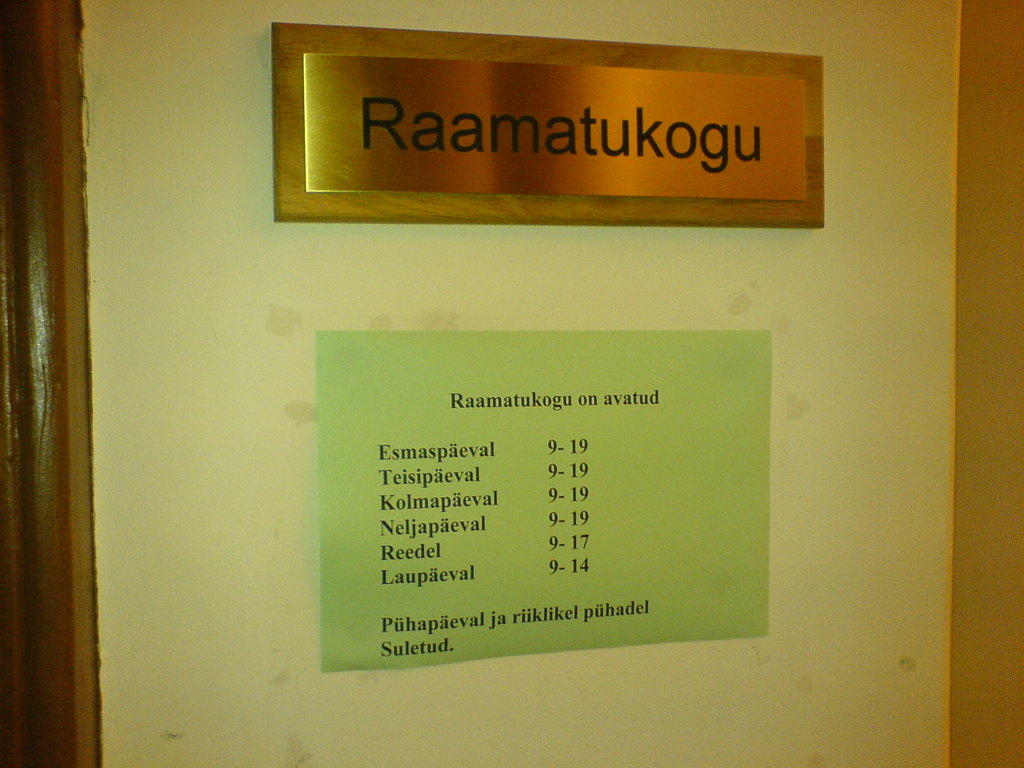 Raamatukogu
Raamatukogu on avatud
Esmaspäeval 9- 19
Teisipäeval 9- 19
Kolmapäeval 9- 19
Neljapäeval 9- 19
Reedel 9- 17
Laupäeval 9- 14
Pühapäeval ja riiklikel pühadel
Suletud.